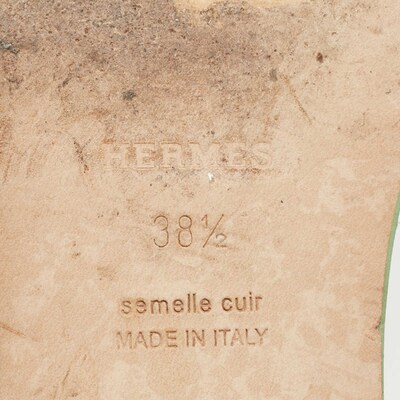 HERMES
38½
semelle cuir
MADE IN ITALY